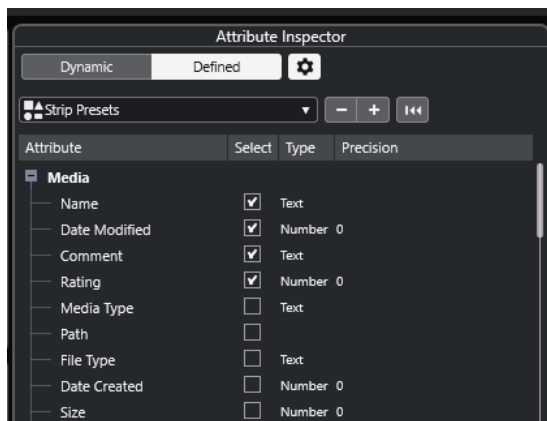 Attribute Inspector
Dynamic Defined
Strip Presets
Attribute Select Type Precision
Media
Name Text
Date Modified Number 0
Comment Text
Rating Number 0
Media Type Text
Path
File Type Text
Date Created Number 0
Size Number 0